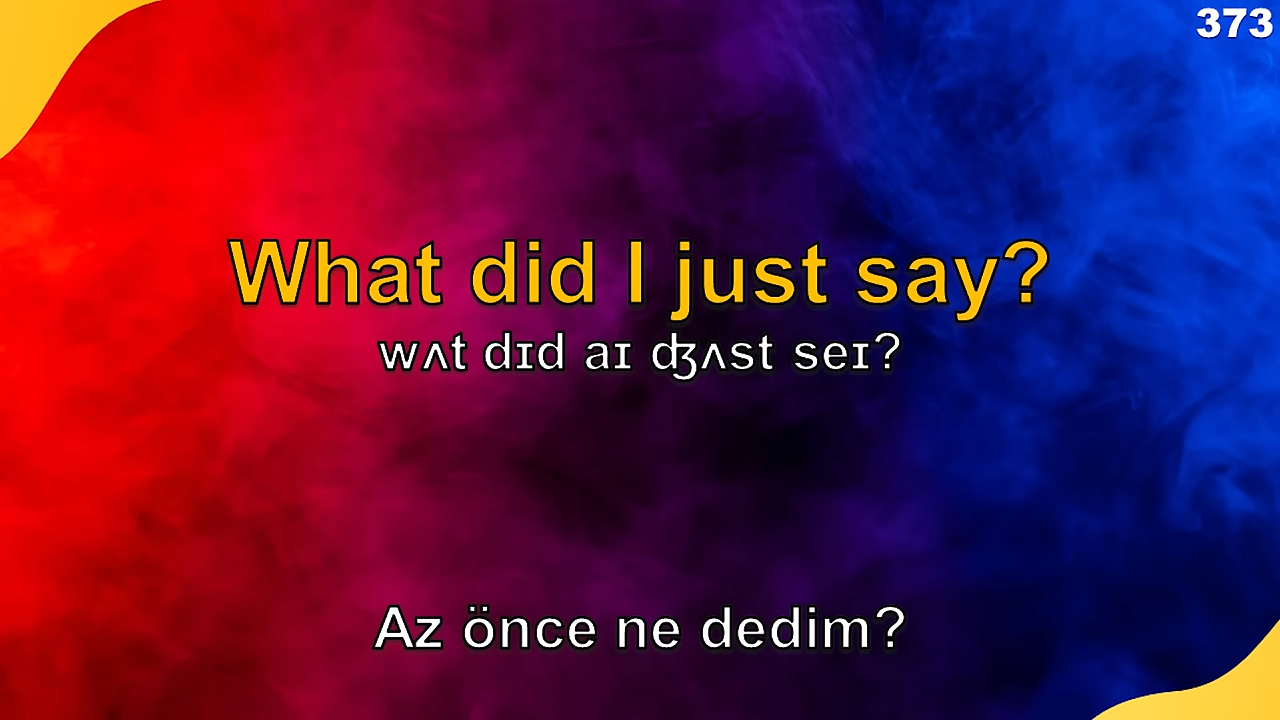 373
What did I just say?
wʌt dɪd aɪ ʤʌst seɪ?
Az önce ne dedim?